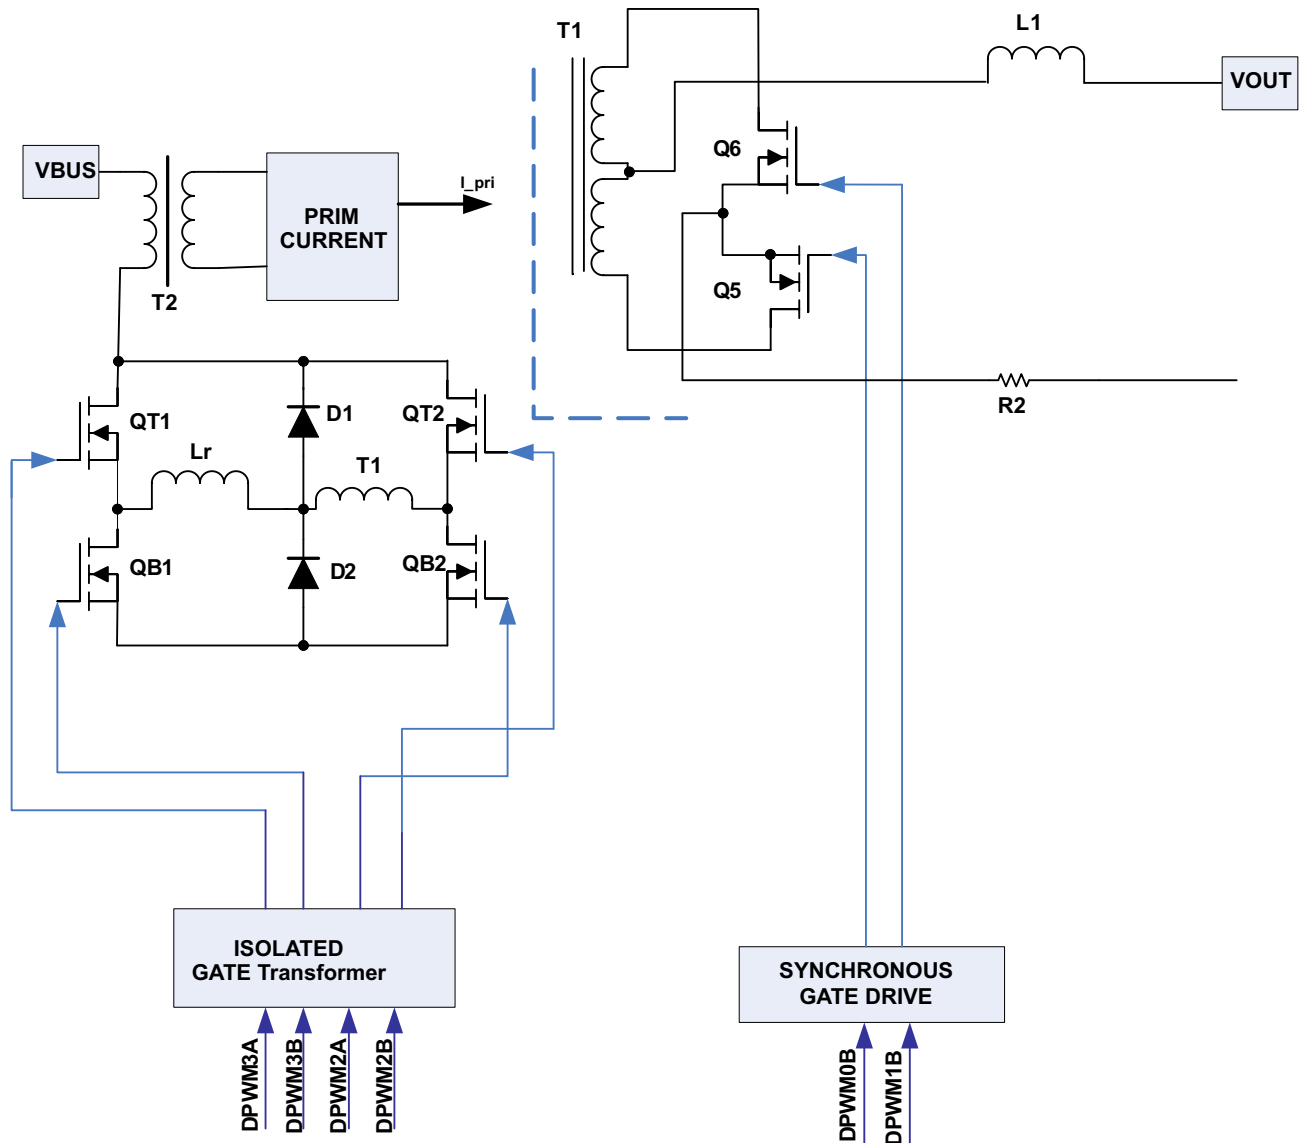 T1
L1
VOUT
Q6
VBUS
I_pri
PRIM
CURRENT
T2
Q5
R2
QT1
D1
QT2
Lr
T1
QB1
D2
QB2
ISOLATED
GATE Transformer
SYNCHRONOUS
GATE DRIVE
DPWM3A
DPWM3B
DPWM2A
DPWM2B
DPWM0B
DPWM1B